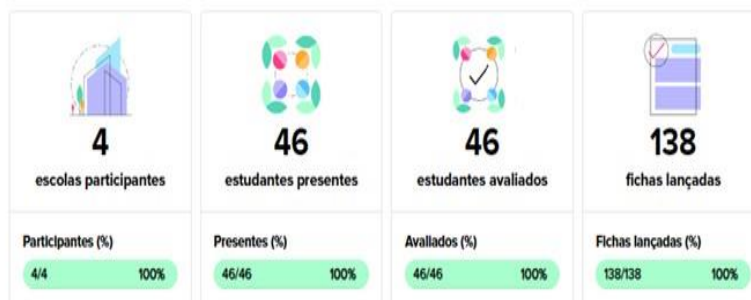 4
escolas participantes
Participantes (%)
4/4 100%
46
estudantes presentes
Presentes (%)
46/46 100%
46
estudantes avaliados
Avaliados (%)
46/46 100%
138
fichas lançadas
Fichas lançadas (%)
138/138 100%